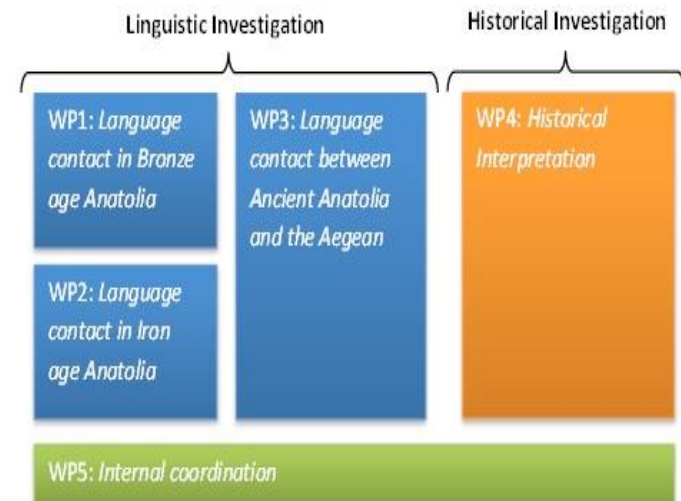 Linguistic Investigation
Historical Investigation
WP1: Language
contact in Bronze
age Anatolia
WP2: Language
contact in Iron
age Anatolia
WP3: Language
contact between
Ancient Anatolia
and the Aegean
WP4: Historical
Interpretation
WP5: Internal coordination